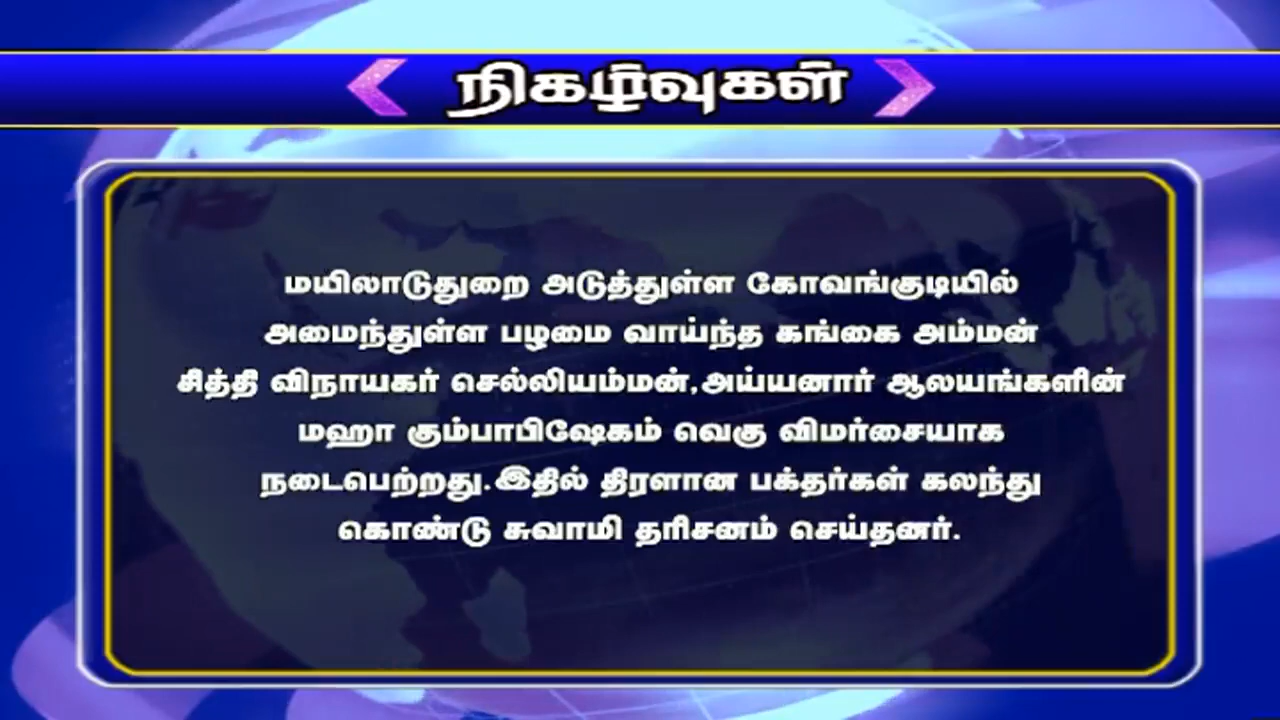 நிகழ்வுகள்
மயிலாடுதுறை அடுத்துள்ள கோவங்குடியில்
அமைந்துள்ள பழமை வாய்ந்த கங்கை அம்மன்
சித்தி விநாயகர் செல்லியம்மன்,அய்யனார் ஆலயங்களின்
மஹா கும்பாபிஷேகம் வெகு விமர்சையாக
நடைபெற்றது.இதில் திரளான பக்தர்கள் கலந்து
கொண்டு சுவாமி தரிசனம் செய்தனர்.